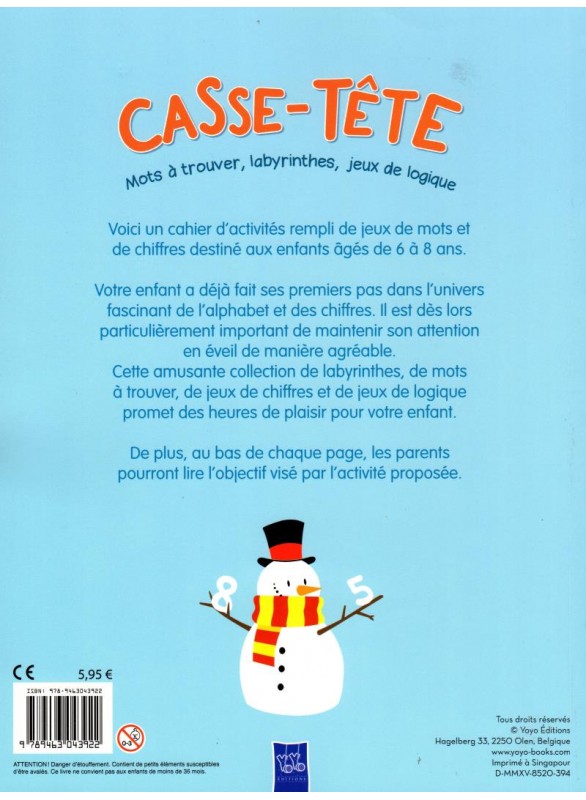 CASSE-TÊTE
Mots à trouver, labyrinthes, jeux de logique
Voici un cahier d'activités rempli de jeux de mots et
de chiffres destiné aux enfants âgés de 6 à 8 ans.
Votre enfant a déjà fait ses premiers pas dans l'univers
fascinant de l'alphabet et des chiffres. Il est dès lors
particulièrement important de maintenir son attention
en éveil de manière agréable.
Cette amusante collection de labyrinthes, de mots
à trouver, de jeux de chiffres et de jeux de logique
promet des heures de plaisir pour votre enfant.
De plus, au bas de chaque page, les parents
pourront lire l'objectif visé par l'activité proposée.
8 5
CE 5,95 €
ISBN: 978-9463043922
9 789463 043922
0-3
ATTENTION! Danger d'étouffement. Contient de petits éléments susceptibles
d'être avalés. Ce livre ne convient pas aux enfants de moins de 36 mois.
YOYO
ÉDITIONS
Tous droits réservés
© Yoyo Éditions
Hagelberg 33, 2250 Olen, Belgique
www.yoyo-books.com
Imprimé à Singapour
D-MMXV-8520-394